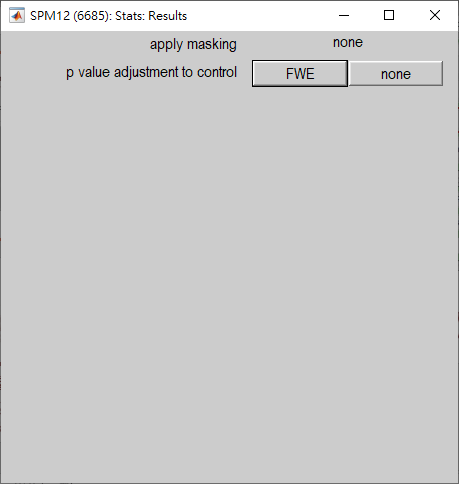 SPM12 (6685): Stats: Results
apply masking none
p value adjustment to control FWE none